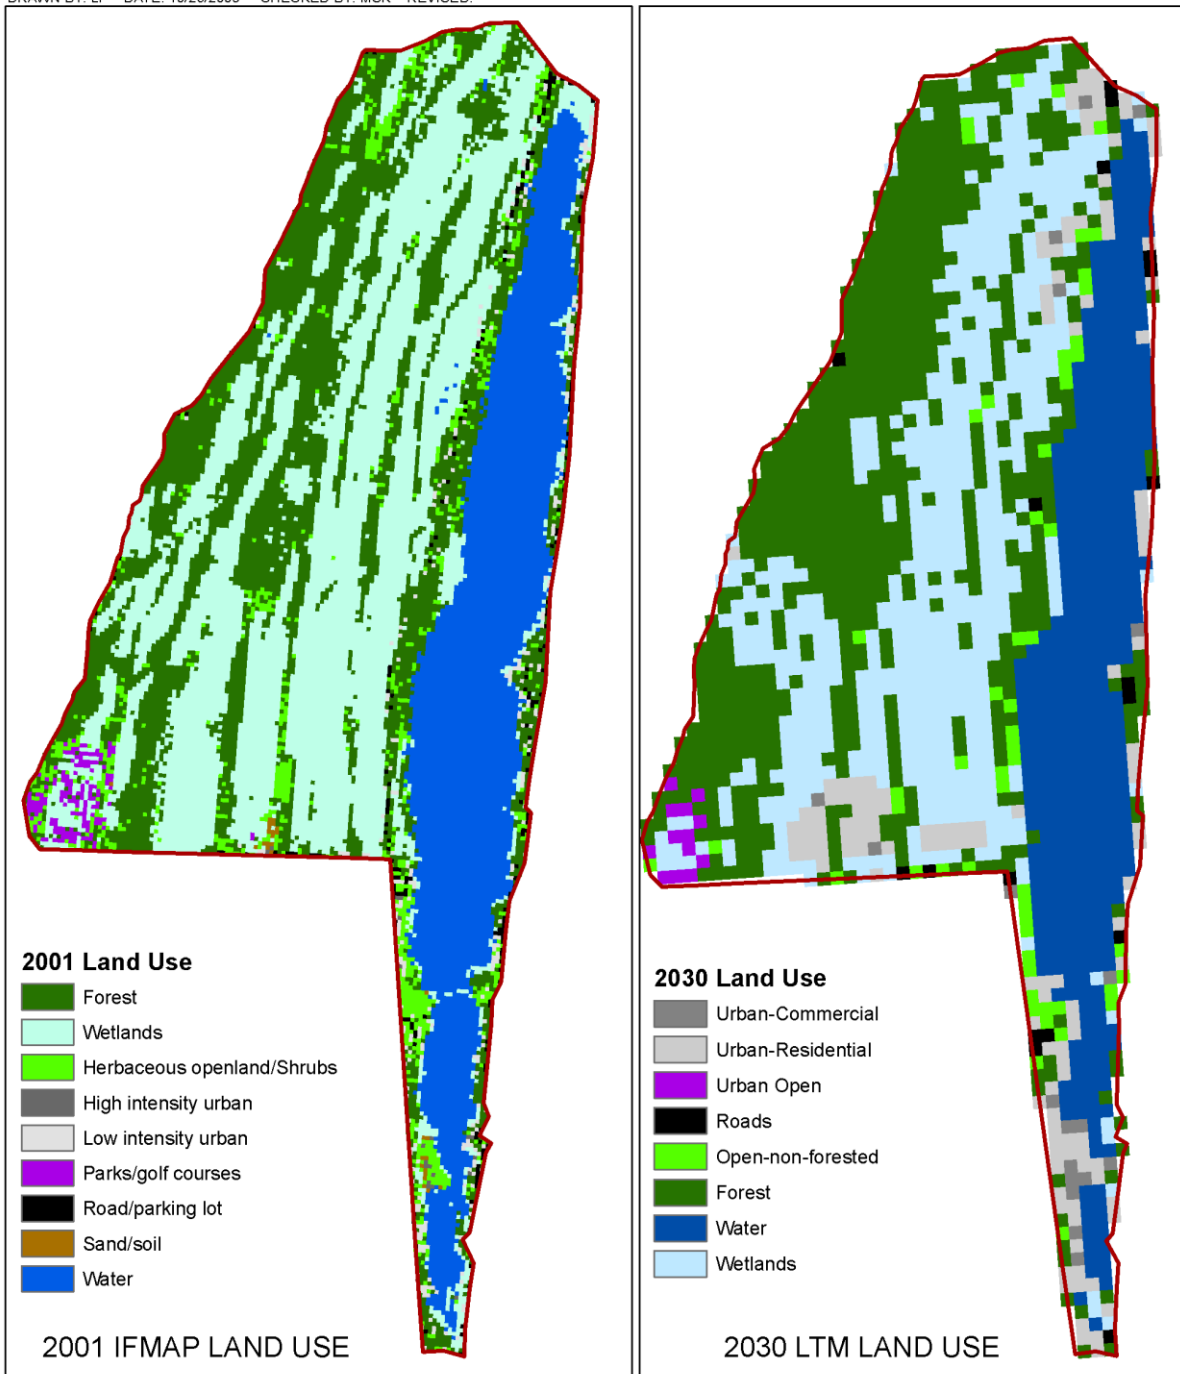 2001 Land Use
Forest
Wetlands
Herbaceous openland/Shrubs
High intensity urban
Low intensity urban
Parks/golf courses
Road/parking lot
Sand/soil
Water
2001 IFMAP LAND USE
2030 Land Use
Urban-Commercial
Urban-Residential
Urban Open
Roads
Open-non-forested
Forest
Water
Wetlands
2030 LTM LAND USE